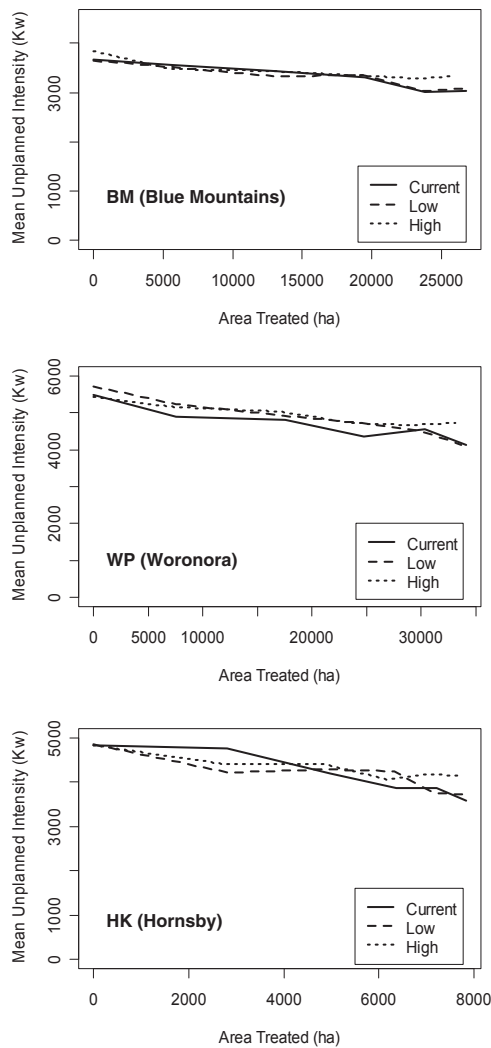 Mean Unplanned Intensity (Kw)
3000
1000
0
BM (Blue Mountains)
Current
Low
High
0 5000 10000 15000 20000 25000
Area Treated (ha)
Mean Unplanned Intensity (Kw)
6000
4000
2000
0
WP (Woronora)
Current
Low
High
0 5000 10000 20000 30000
Area Treated (ha)
Mean Unplanned Intensity (Kw)
5000
3000
1000
0
HK (Hornsby)
Current
Low
High
0 2000 4000 6000 8000
Area Treated (ha)